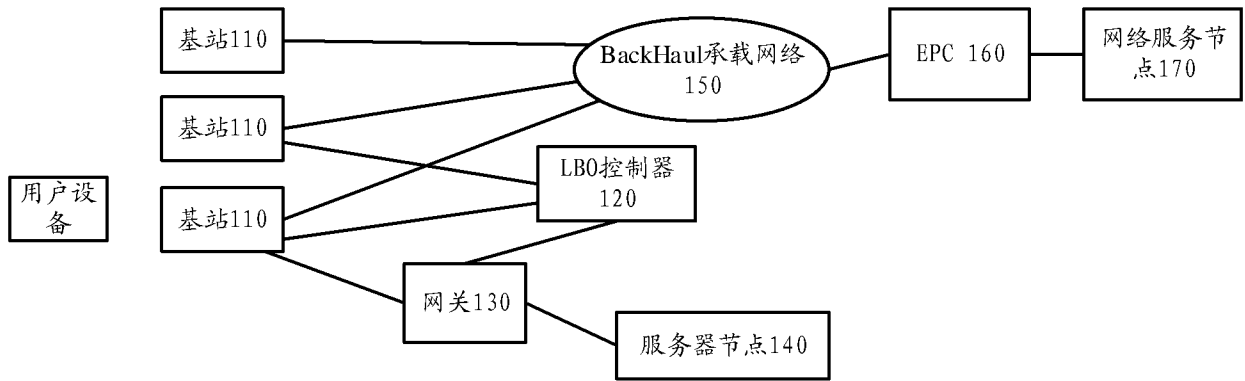 基站110
BackHaul承载网络
150
EPC 160
网络服务节
点170
基站110
LBO控制器
120
用户设
备
基站110
网关130
服务器节点140